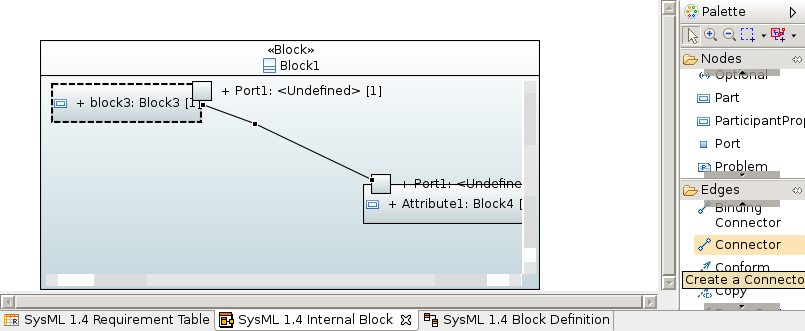 «Block»
Block1
+ block3: Block3 [1]
+ Port1: <Undefined> [1]
+ Port1: <Undefine
+ Attribute1: Block4 [
Palette
Nodes
Optional
Part
ParticipantProp
Port
Problem
Edges
Binding
Connector
Connector
Conform
Create a Connecto
Copy
SysML 1.4 Requirement Table
SysML 1.4 Internal Block
SysML 1.4 Block Definition